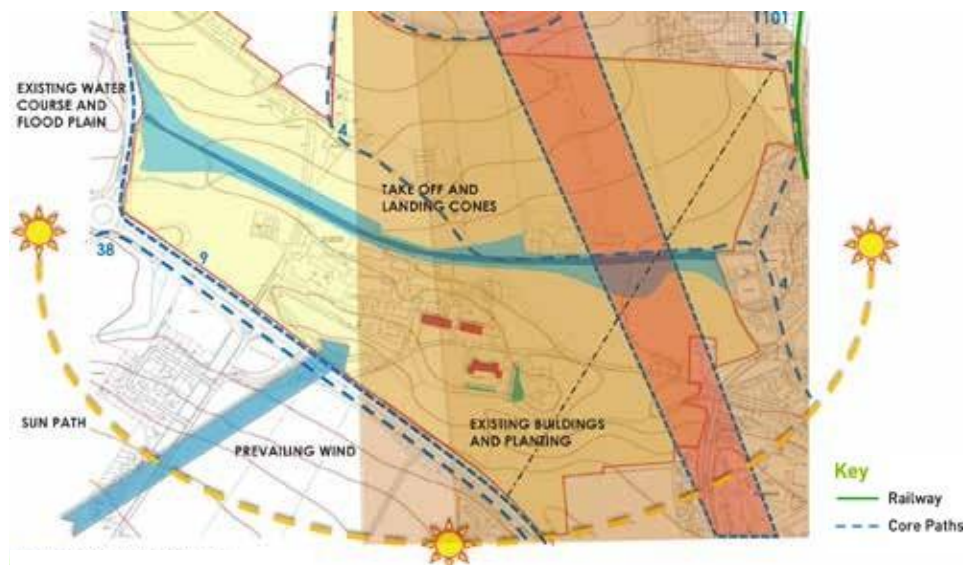 101
EXISTING WATER
COURSE AND
FLOOD PLAIN
4
TAKE OFF AND
LANDING CONES
38
9
4
SUN PATH
PREVAILING WIND
EXISTING BUILDINGS
AND PLANTING
Key
Railway
Core Paths